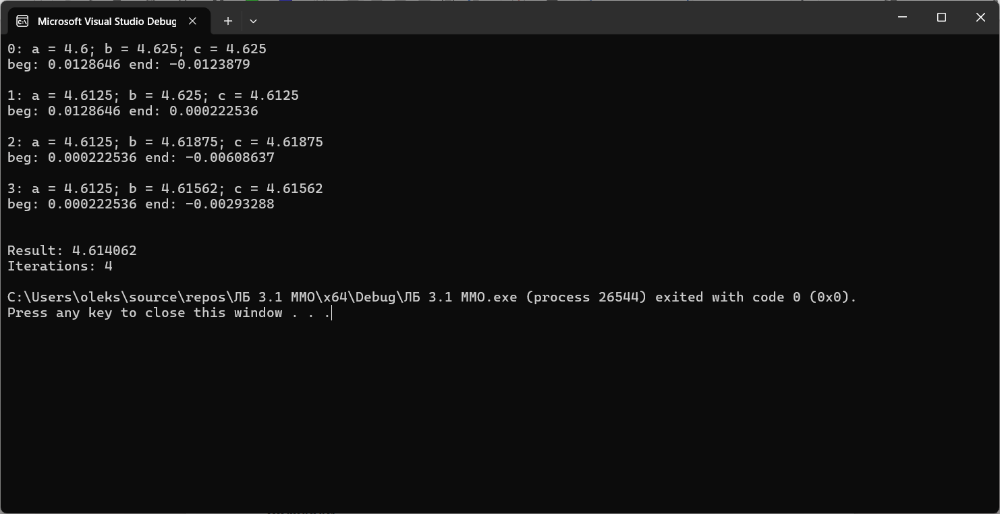 Microsoft Visual Studio Debug
0: a = 4.6; b = 4.625; c = 4.625
beg: 0.0128646 end: -0.0123879
1: a = 4.6125; b = 4.625; c = 4.6125
beg: 0.0128646 end: 0.000222536
2: a = 4.6125; b = 4.61875; c = 4.61875
beg: 0.000222536 end: -0.00608637
3: a = 4.6125; b = 4.61562; c = 4.61562
beg: 0.000222536 end: -0.00293288
Result: 4.614062
Iterations: 4
C:\Users\oleks\source\repos\ЛБ 3.1 ММО\x64\Debug\ЛБ 3.1 ММО.exe (process 26544) exited with code 0 (0x0).
Press any key to close this window . . .